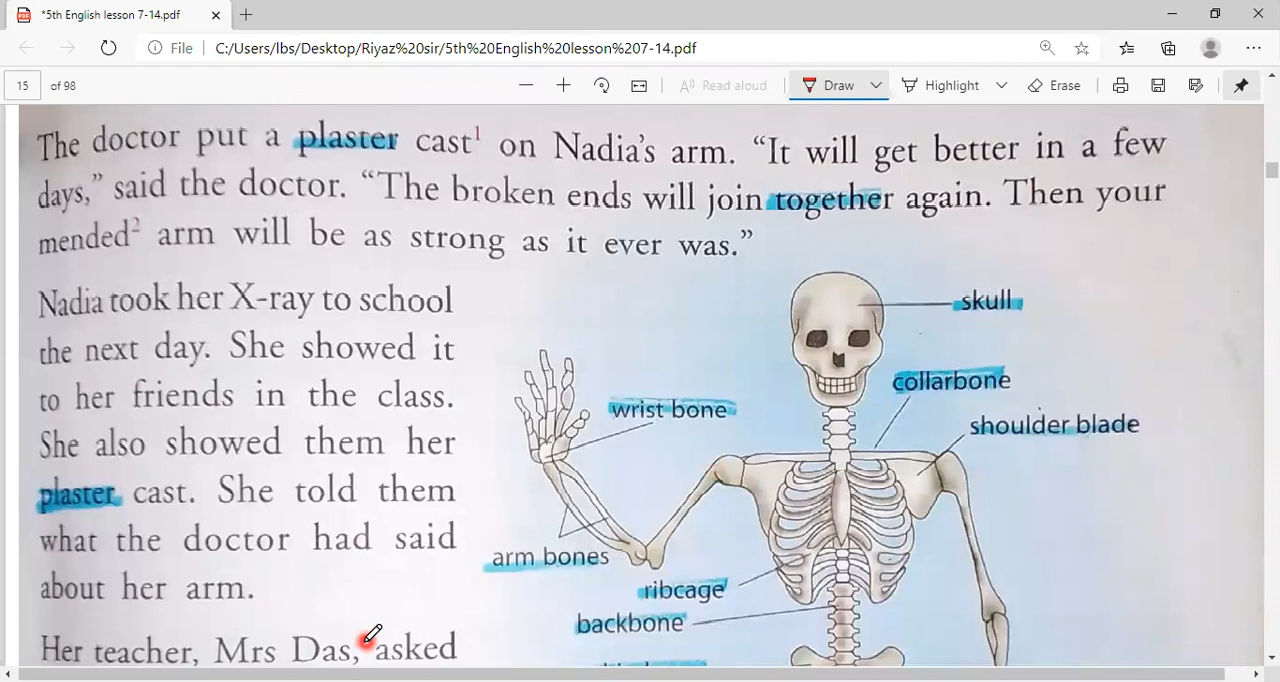 *5th English lesson 7-14.pdf
File
C:/Users/lbs/Desktop/Riyaz%20sir/5th%20English%20lesson%207-14.pdf
15 of 98
Read aloud
Draw
Highlight
Erase
The doctor put a plaster cast¹ on Nadia's arm. “It will get better in a few
days,” said the doctor. “The broken ends will join together again. Then your
mended² arm will be as strong as it ever was.”
Nadia took her X-ray to school
the next day. She showed it
to her friends in the class.
She also showed them her
plaster cast. She told them
what the doctor had said
about her arm.
Her teacher, Mrs Das, asked
skull
collarbone
wrist bone
shoulder blade
arm bones
ribcage
backbone